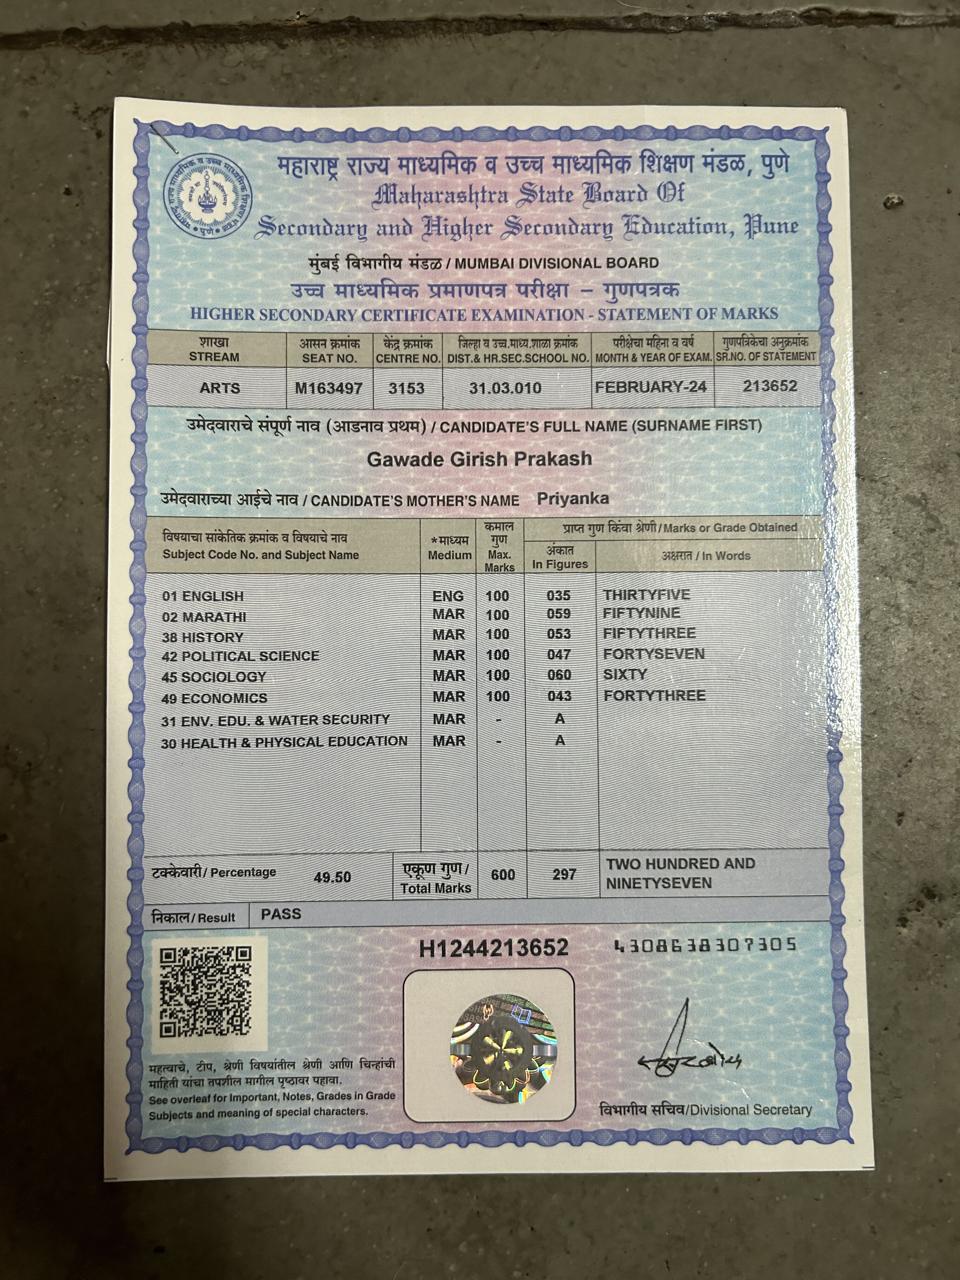 महाराष्ट्र राज्य माध्यमिक व उच्च माध्यमिक शिक्षण मंडळ, पुणे
Maharashtra State Board Of
Secondary and Higher Secondary Education, Pune
मुंबई विभागीय मंडळ / MUMBAI DIVISIONAL BOARD
उच्च माध्यमिक प्रमाणपत्र परीक्षा – गुणपत्रक
HIGHER SECONDARY CERTIFICATE EXAMINATION - STATEMENT OF MARKS
शाखा आसन क्रमांक केंद्र क्रमांक जिल्हा व उच्च.माध्य.शाळा क्रमांक परीक्षेचा महिना व वर्ष गुणपत्रिकेचा अनुक्रमांक
STREAM SEAT NO. CENTRE NO. DIST.& HR.SEC.SCHOOL NO. MONTH & YEAR OF EXAM. SR.NO. OF STATEMENT
ARTS M163497 3153 31.03.010 FEBRUARY-24 213652
उमेदवाराचे संपूर्ण नाव (आडनाव प्रथम) / CANDIDATE'S FULL NAME (SURNAME FIRST)
Gawade Girish Prakash
उमेदवाराच्या आईचे नाव / CANDIDATE'S MOTHER'S NAME Priyanka
विषयाचा सांकेतिक क्रमांक व विषयाचे नाव
Subject Code No. and Subject Name
*माध्यम
Medium
कमाल
गुण
Max.
Marks
प्राप्त गुण किंवा श्रेणी/Marks or Grade Obtained
अंकात
In Figures
अक्षरात / In Words
01 ENGLISH ENG 100 035 THIRTYFIVE
02 MARATHI MAR 100 059 FIFTYNINE
38 HISTORY MAR 100 053 FIFTYTHREE
42 POLITICAL SCIENCE MAR 100 047 FORTYSEVEN
45 SOCIOLOGY MAR 100 060 SIXTY
49 ECONOMICS MAR 100 043 FORTYTHREE
31 ENV. EDU. & WATER SECURITY MAR - A
30 HEALTH & PHYSICAL EDUCATION MAR - A
टक्केवारी/ Percentage 49.50
एकूण गुण/
Total Marks
600 297
TWO HUNDRED AND
NINETYSEVEN
निकाल/ Result PASS
H1244213652 4308638307305
महत्वाचे, टीप, श्रेणी विषयांतील श्रेणी आणि चिन्हांची
माहिती यांचा तपशील मागील पृष्ठावर पहावा.
See overleaf for Important, Notes, Grades in Grade
Subjects and meaning of special characters.
विभागीय सचिव/Divisional Secretary